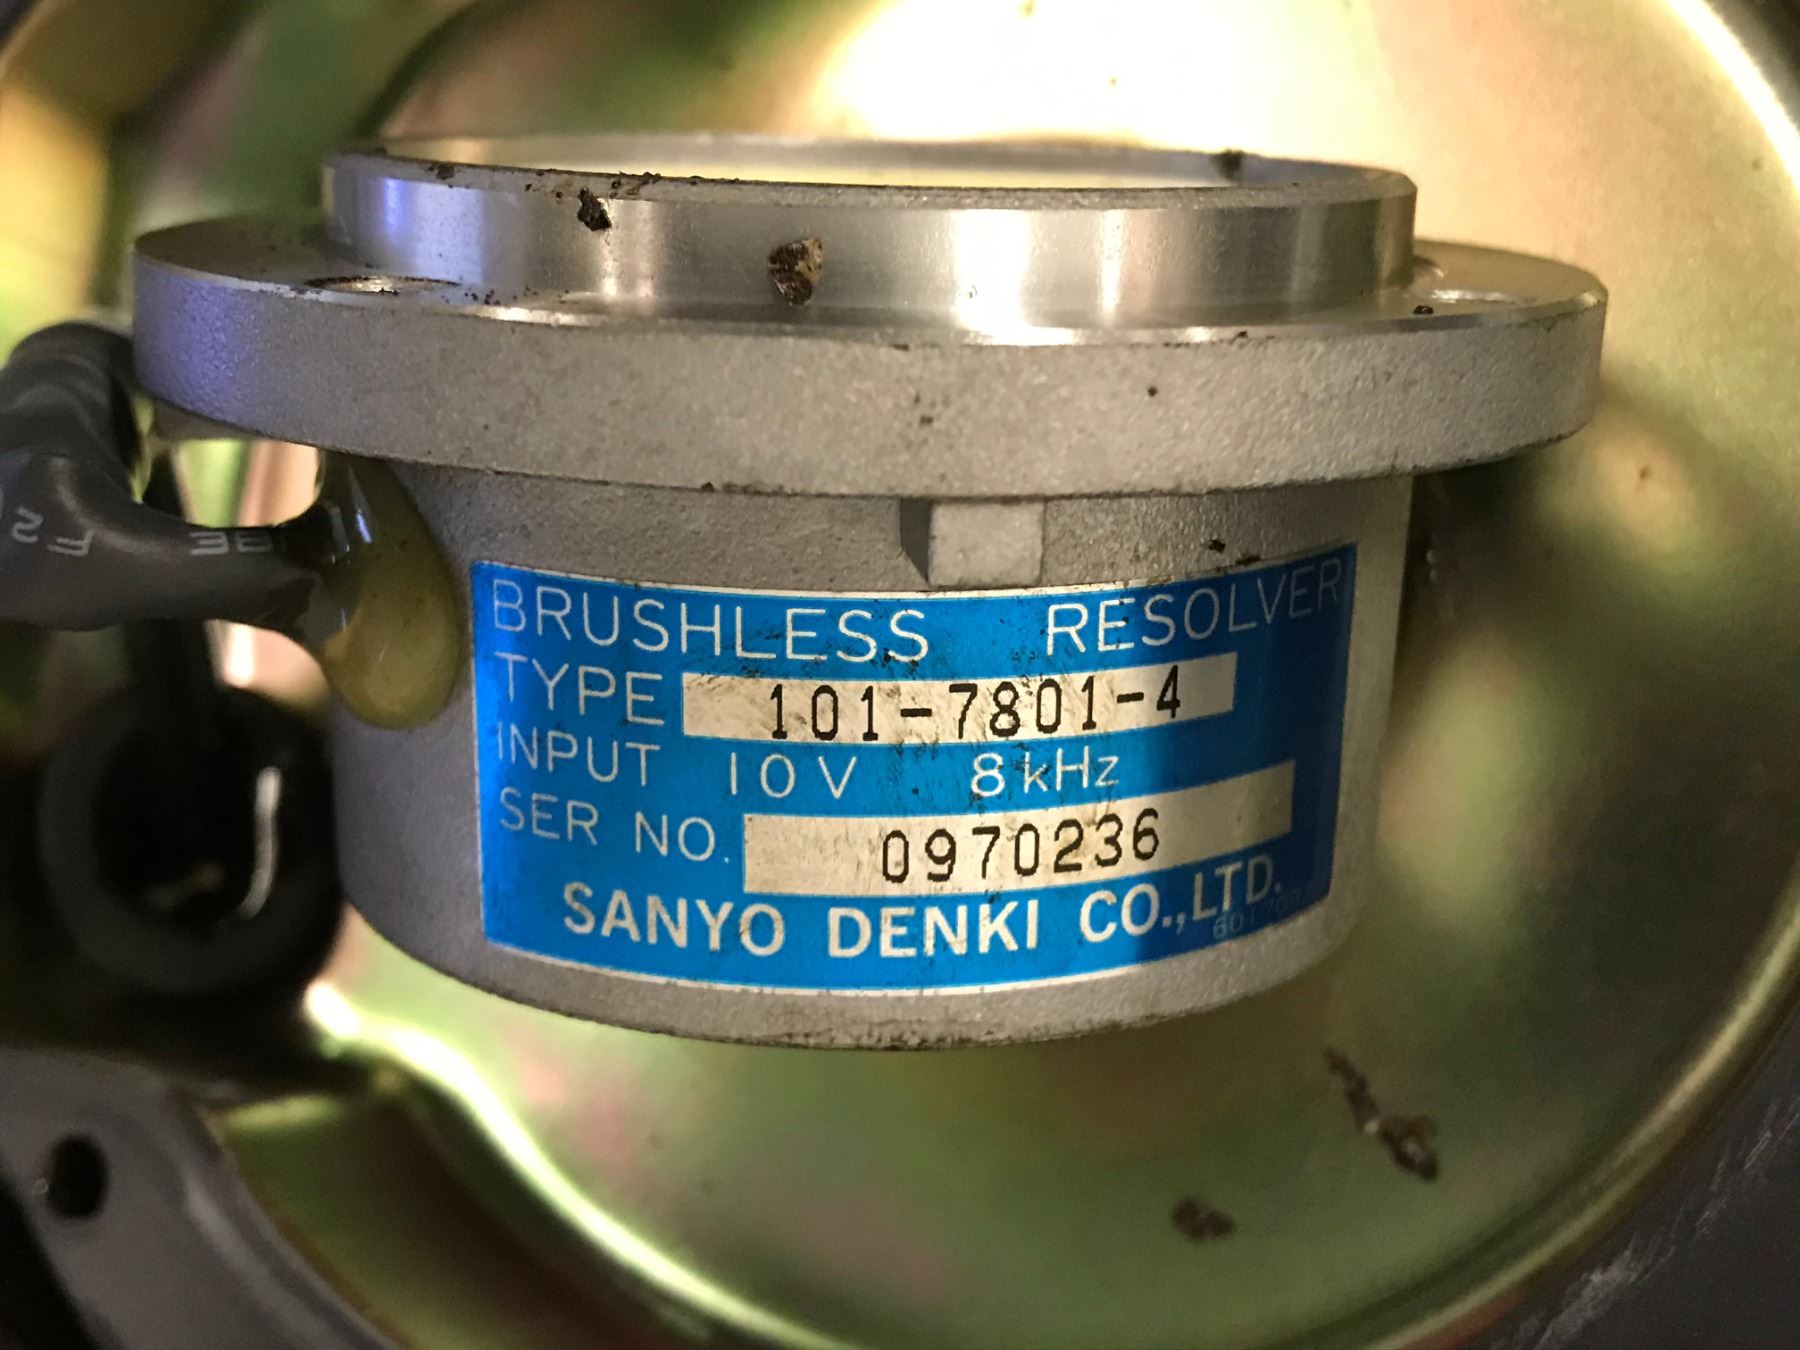 BRUSHLESS RESOLVER
TYPE 101-7801-4
INPUT 10V 8kHz
SER NO. 0970236
SANYO DENKI CO.,LTD.